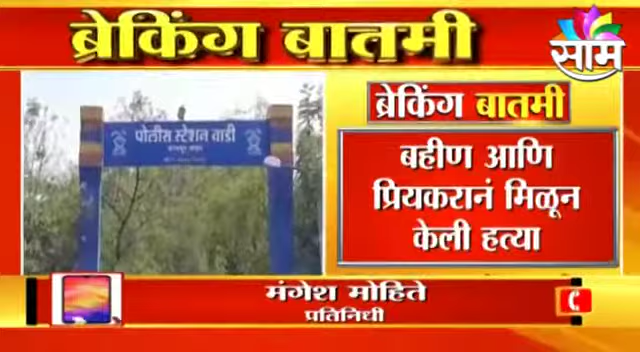 ब्रेकिंग बातमी
साम
पोलीस स्टेशन वाडी
ब्रेकिंग बातमी
बहीण आणि
प्रियकरानं मिळून
केली हत्या
मंगेश मोहिते
प्रतिनिधी